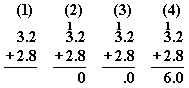 (1) (2) (3) (4)
1 1 1
3.2 3.2 3.2 3.2
+2.8 +2.8 +2.8 +2.8
0 .0 6.0